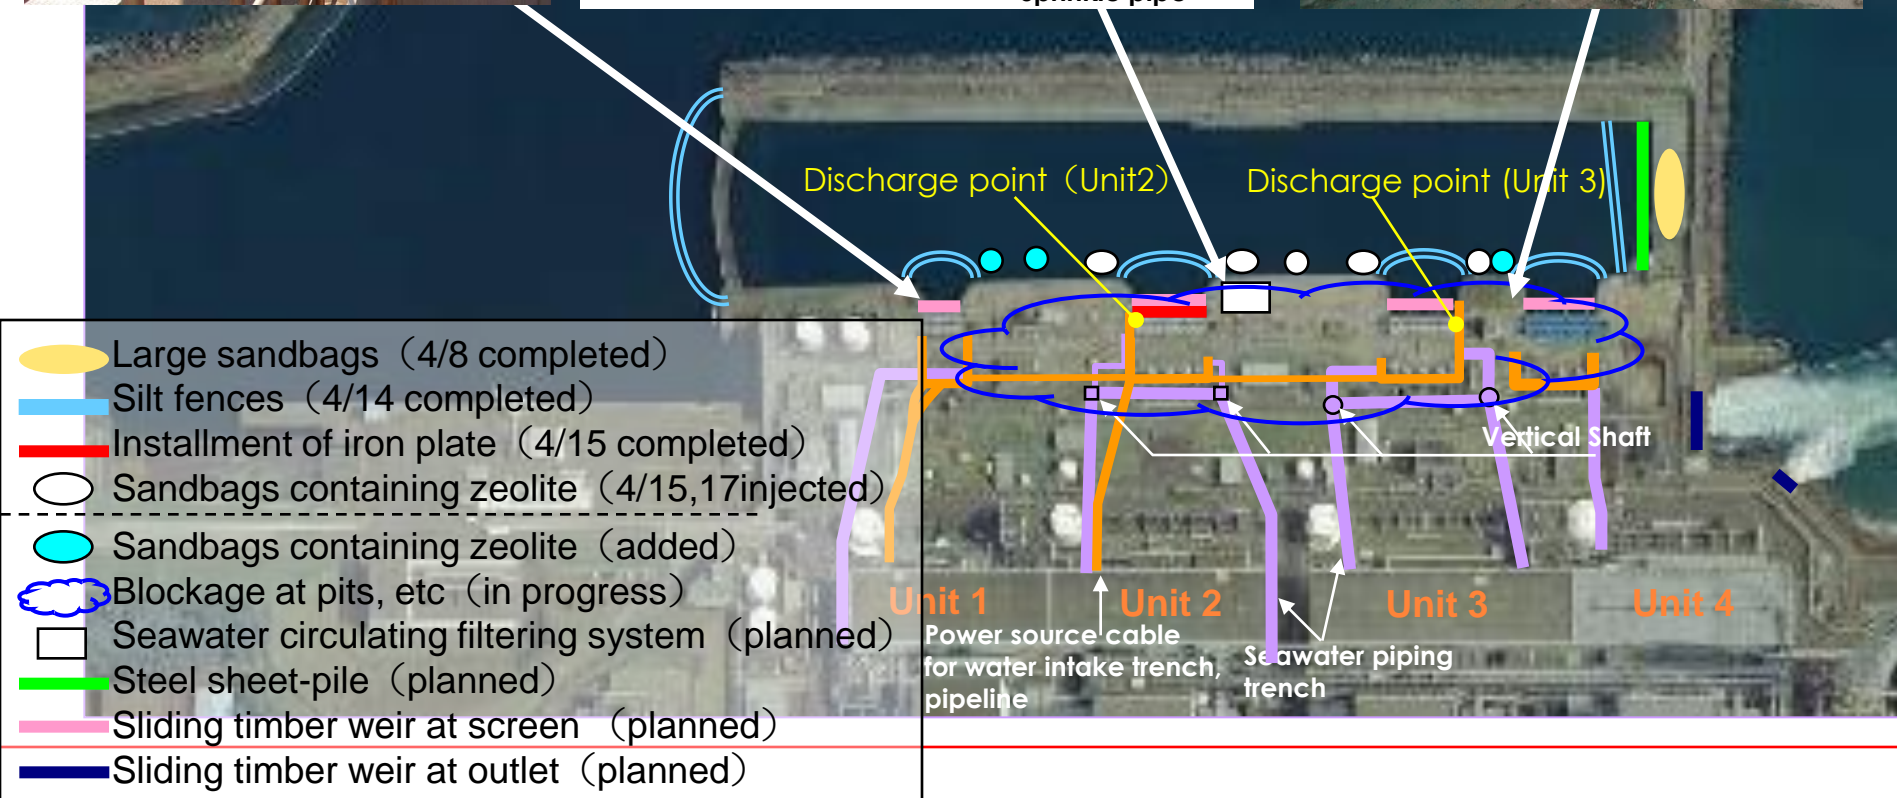 sprinkle pipe
Discharge point（Unit2）
Discharge point (Unit 3)
Large sandbags（4/8 completed）
Silt fences（4/14 completed）
Installment of iron plate（4/15 completed）
Sandbags containing zeolite（4/15,17injected）
Sandbags containing zeolite（added）
Blockage at pits, etc（in progress）
Seawater circulating filtering system（planned）
Steel sheet-pile（planned）
Sliding timber weir at screen （planned）
Sliding timber weir at outlet（planned）
Vertical Shaft
Unit 1
Unit 2
Unit 3
Unit 4
Power source cable
for water intake trench,
pipeline
Seawater piping
trench